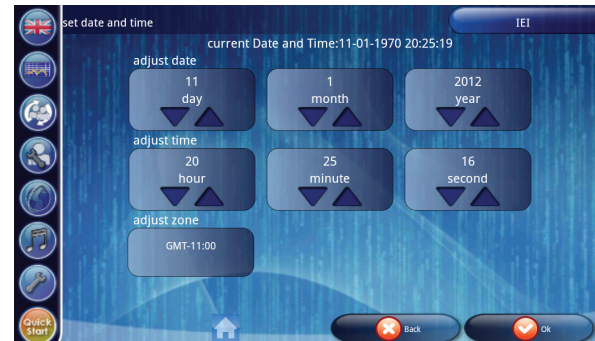 set date and time
IEI
current Date and Time:11-01-1970 20:25:19
adjust date
11
day
1
month
2012
year
adjust time
20
hour
25
minute
16
second
adjust zone
GMT-11:00
Quick
Start
Back
Ok